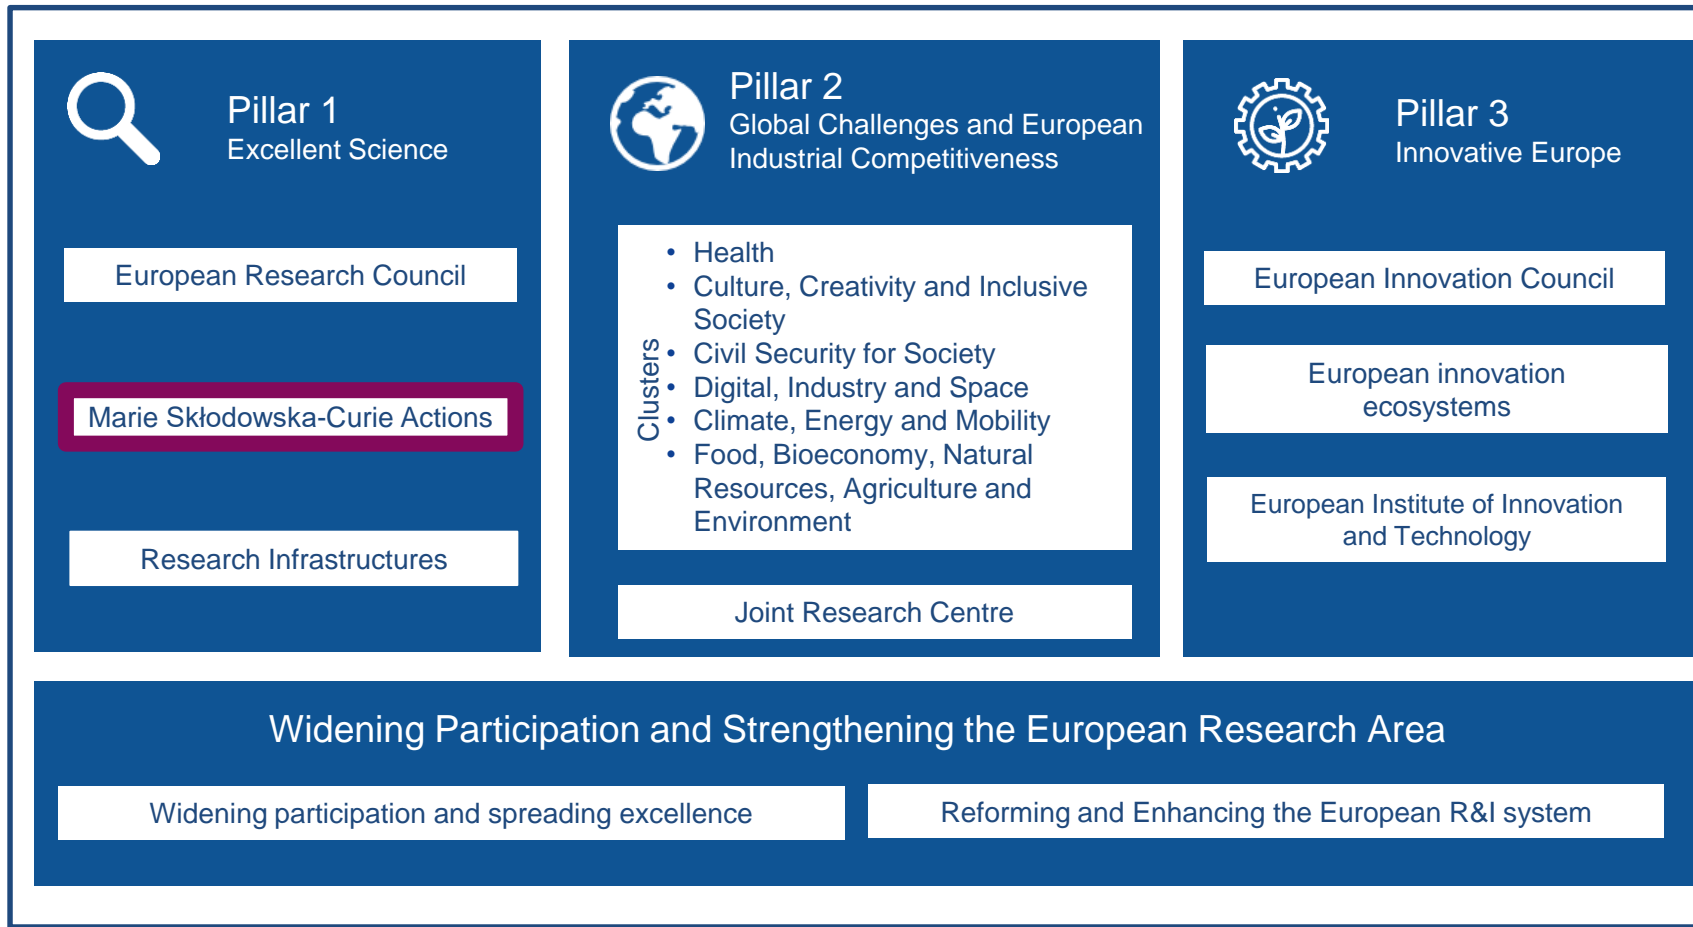 Pillar 1
Excellent Science
European Research Council
Marie Skłodowska-Curie Actions
Research Infrastructures
Pillar 2
Global Challenges and European
Industrial Competitiveness
Clusters
• Health
• Culture, Creativity and Inclusive
Society
• Civil Security for Society
• Digital, Industry and Space
• Climate, Energy and Mobility
• Food, Bioeconomy, Natural
Resources, Agriculture and
Environment
Joint Research Centre
Pillar 3
Innovative Europe
European Innovation Council
European innovation
ecosystems
European Institute of Innovation
and Technology
Widening Participation and Strengthening the European Research Area
Widening participation and spreading excellence
Reforming and Enhancing the European R&I system